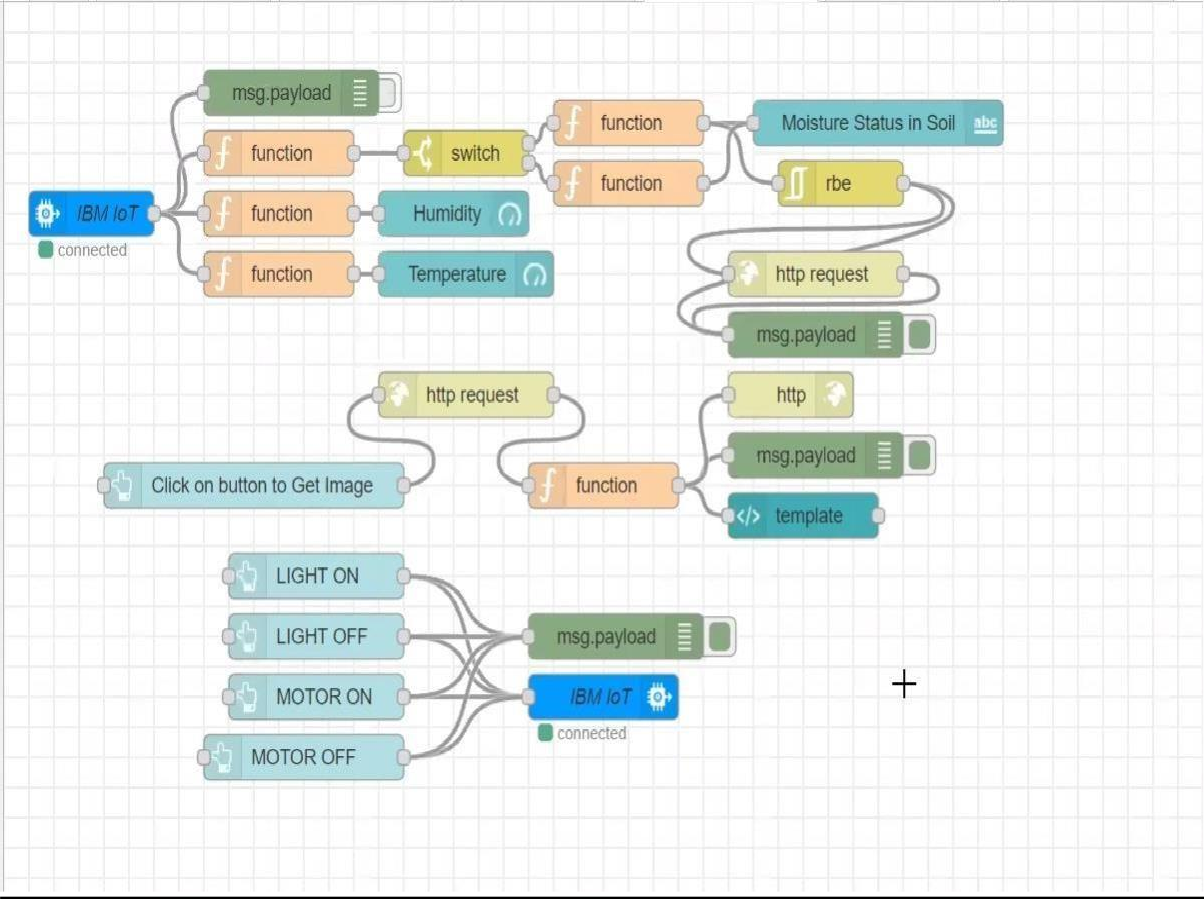 msg.payload
function
switch
function
Moisture Status in Soil
abc
function
rbe
IBM IoT
connected
function
Humidity
function
Temperature
http request
msg.payload
http request
http
msg.payload
Click on button to Get Image
function
</> template
LIGHT ON
LIGHT OFF
msg.payload
MOTOR ON
IBM IoT
connected
MOTOR OFF